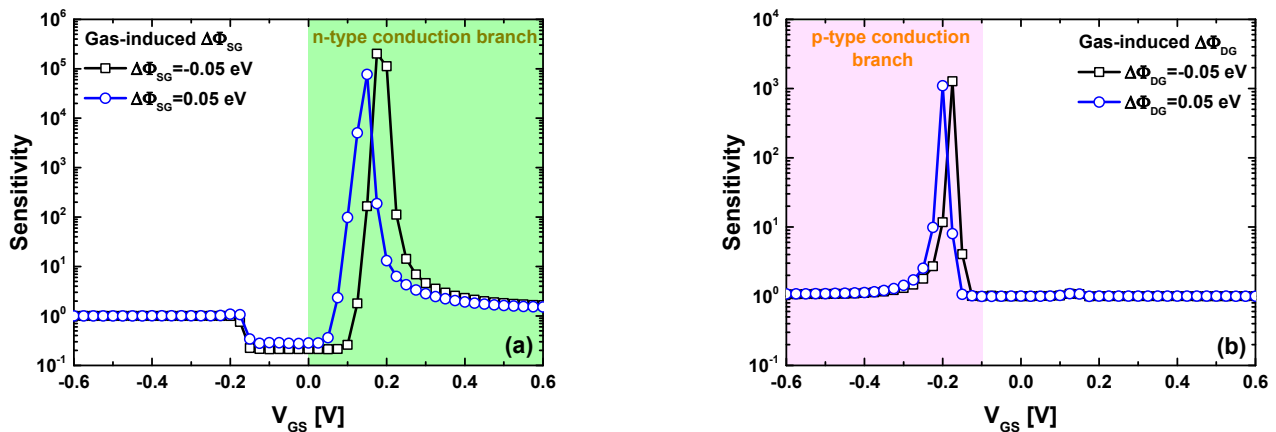 Gas-induced ΔΦSG
ΔΦSG=-0.05 eV
ΔΦSG=0.05 eV
n-type conduction branch
10^6
10^5
10^4
10^3
10^2
10^1
10^0
10^-1
Sensitivity
-0.6 -0.4 -0.2 0.0 0.2 0.4 0.6
VGS [V]
(a)
p-type conduction
branch
Gas-induced ΔΦDG
ΔΦDG=-0.05 eV
ΔΦDG=0.05 eV
10^4
10^3
10^2
10^1
10^0
10^-1
Sensitivity
-0.6 -0.4 -0.2 0.0 0.2 0.4 0.6
VGS [V]
(b)